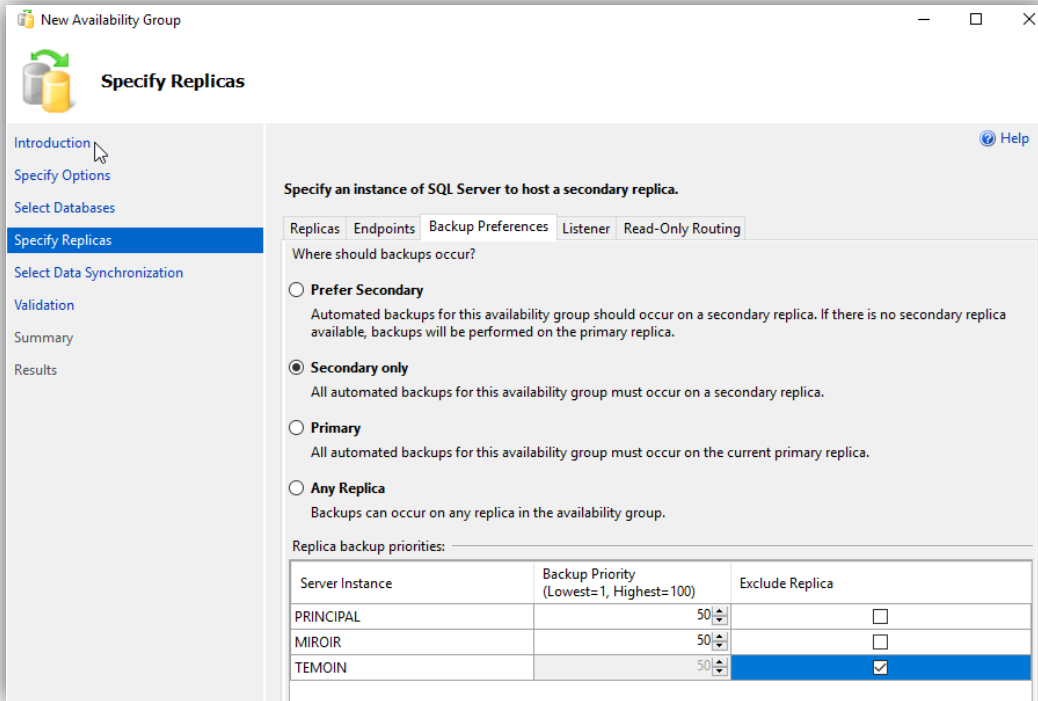 New Availability Group
Specify Replicas
Introduction
Specify Options
Select Databases
Specify Replicas
Select Data Synchronization
Validation
Summary
Results
Help
Specify an instance of SQL Server to host a secondary replica.
Replicas Endpoints Backup Preferences Listener Read-Only Routing
Where should backups occur?
Prefer Secondary
Automated backups for this availability group should occur on a secondary replica. If there is no secondary replica
available, backups will be performed on the primary replica.
Secondary only
All automated backups for this availability group must occur on a secondary replica.
Primary
All automated backups for this availability group must occur on the current primary replica.
Any Replica
Backups can occur on any replica in the availability group.
Replica backup priorities:
Server Instance Backup Priority Exclude Replica
(Lowest=1, Highest=100)
PRINCIPAL 50
MIROIR 50
TEMOIN 50